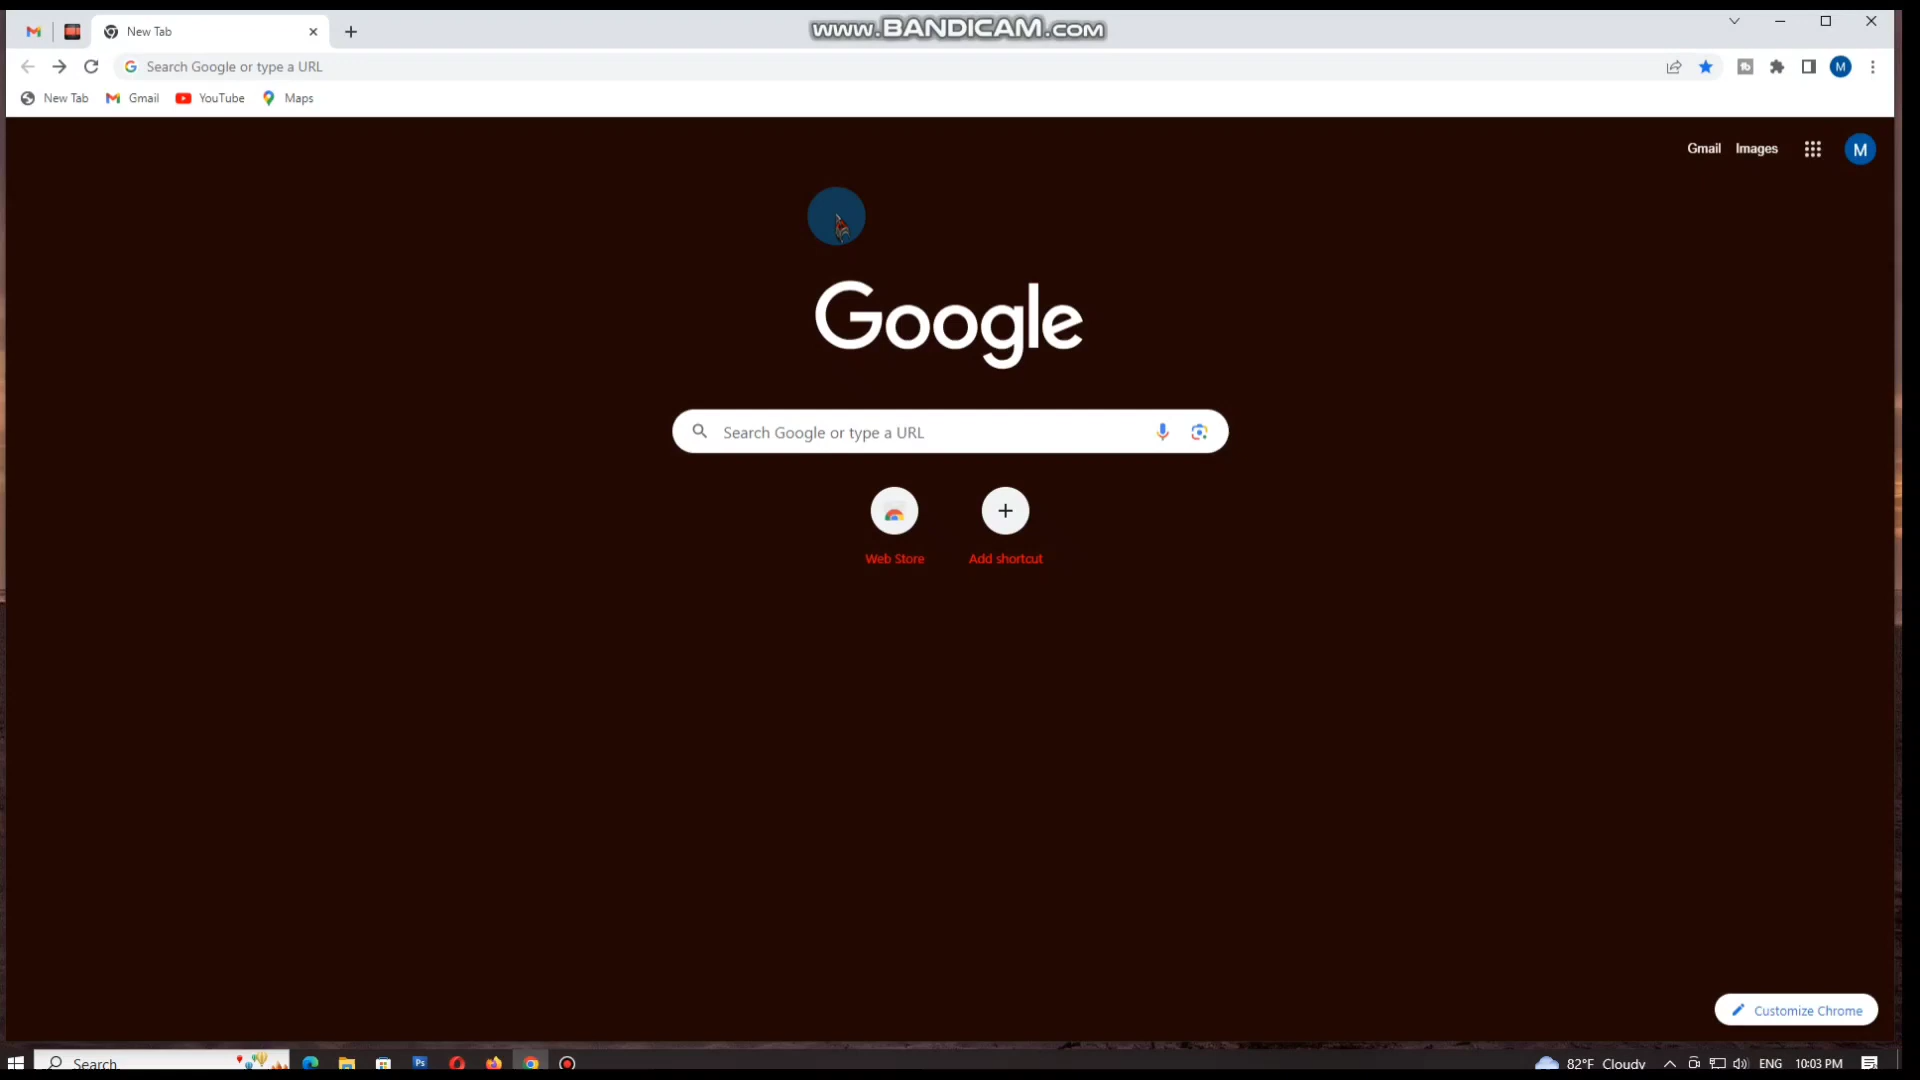 www.BANDICAM.com
New Tab
Search Google or type a URL
M
New Tab Gmail YouTube Maps
Gmail Images M
Google
Search Google or type a URL
Web Store Add shortcut
Customize Chrome
Search Ps 82°F Cloudy ENG 10:03 PM